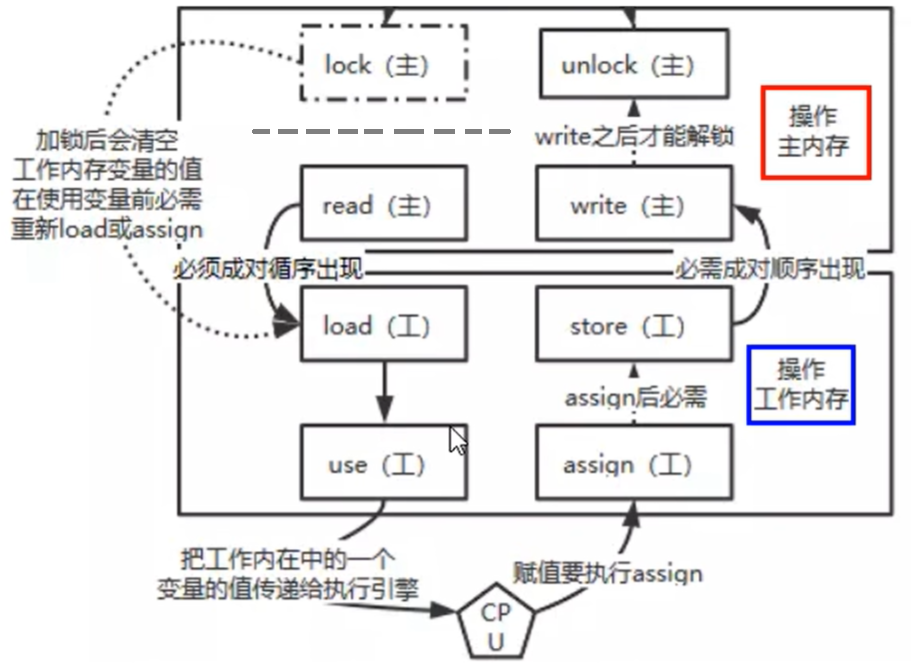 lock（主）
unlock（主）
操作
主内存
加锁后会清空
工作内存变量的值
在使用变量前必需
重新load或assign
write之后才能解锁
read（主）
write（主）
必须成对循序出现
必需成对顺序出现
load（工）
store（工）
操作
工作内存
assign后必需
use（工）
assign（工）
把工作内在中的一个
变量的值传递给执行引擎
赋值要执行assign
CP
U